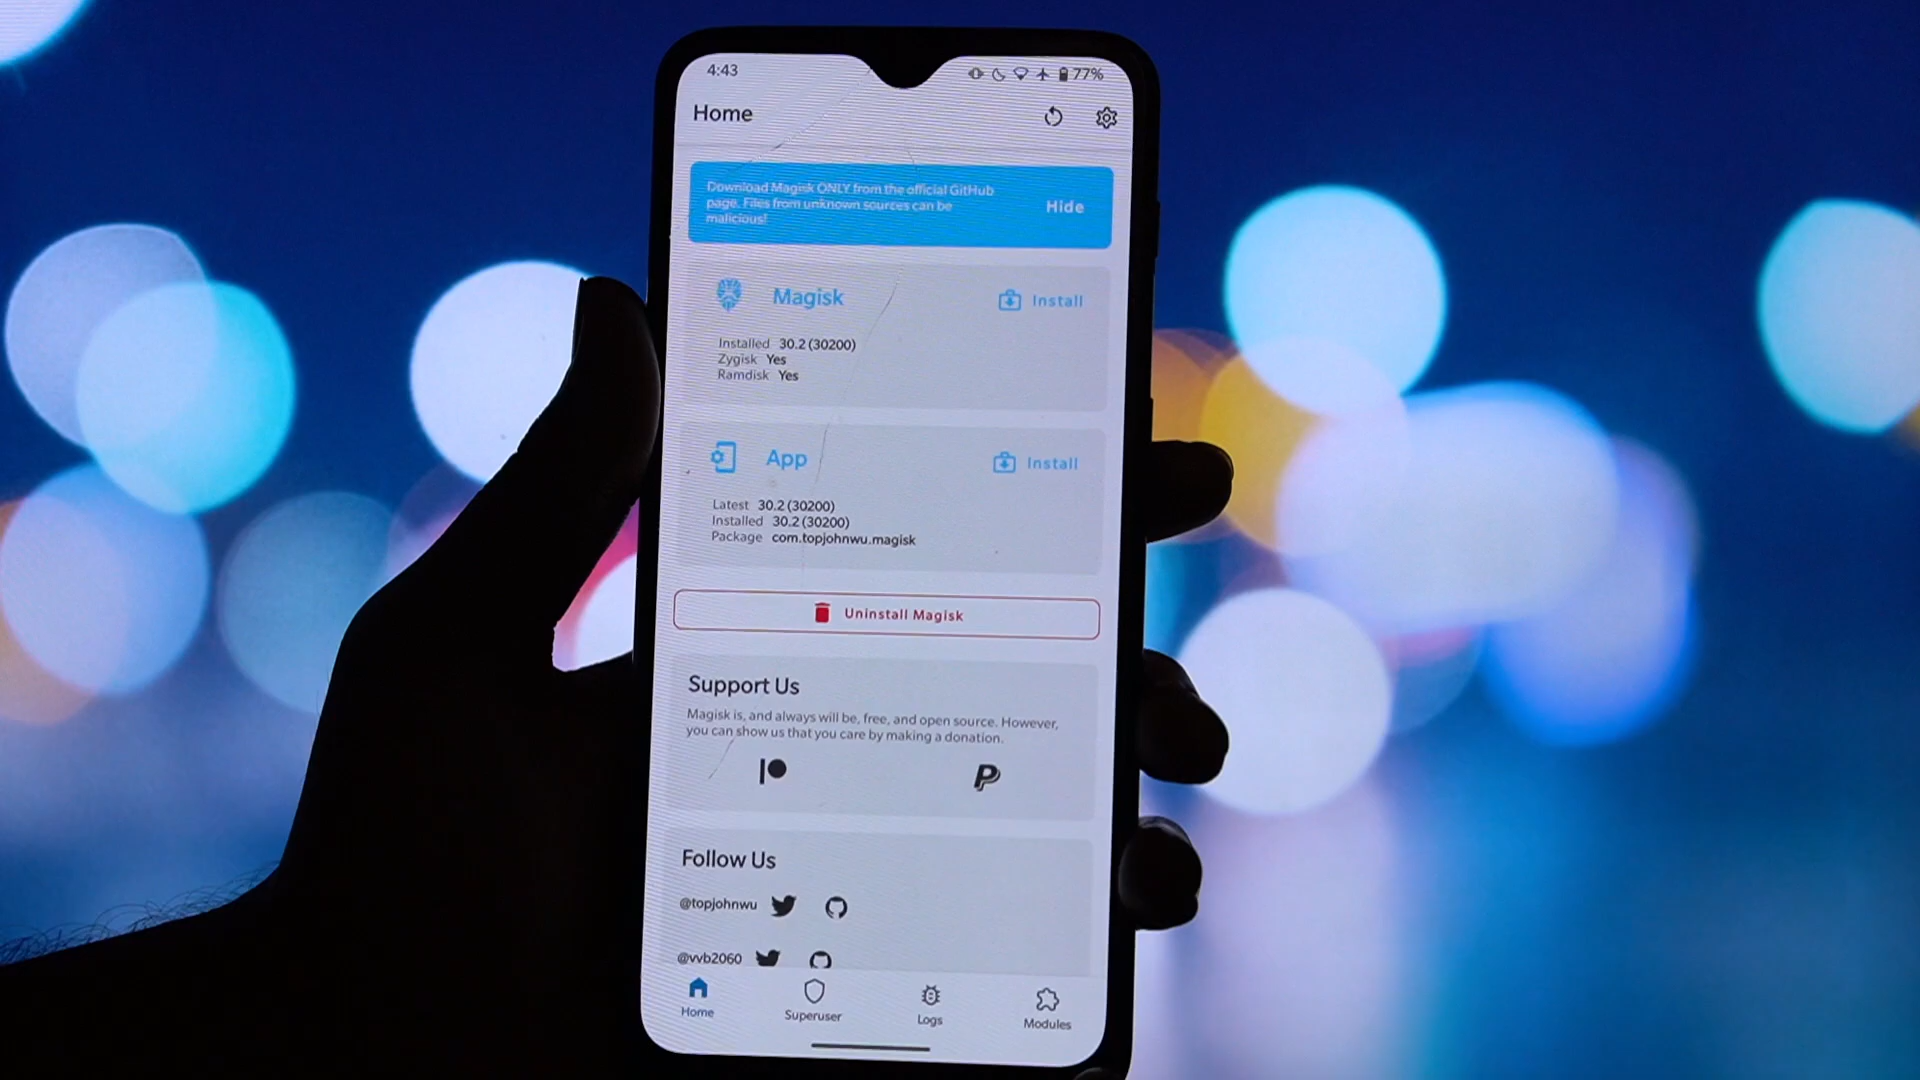 4:43
77%
Home
Download Magisk ONLY from the official GitHub
page. Files from unknown sources can be
malicious!
Hide
Magisk
Install
Installed 30.2 (30200)
Zygisk Yes
Ramdisk Yes
App
Install
Latest 30.2 (30200)
Installed 30.2 (30200)
Package com.topjohnwu.magisk
Uninstall Magisk
Support Us
Magisk is, and always will be, free, and open source. However,
you can show us that you care by making a donation.
Follow Us
@topjohnwu
@vvb2060
Home
Superuser
Logs
Modules